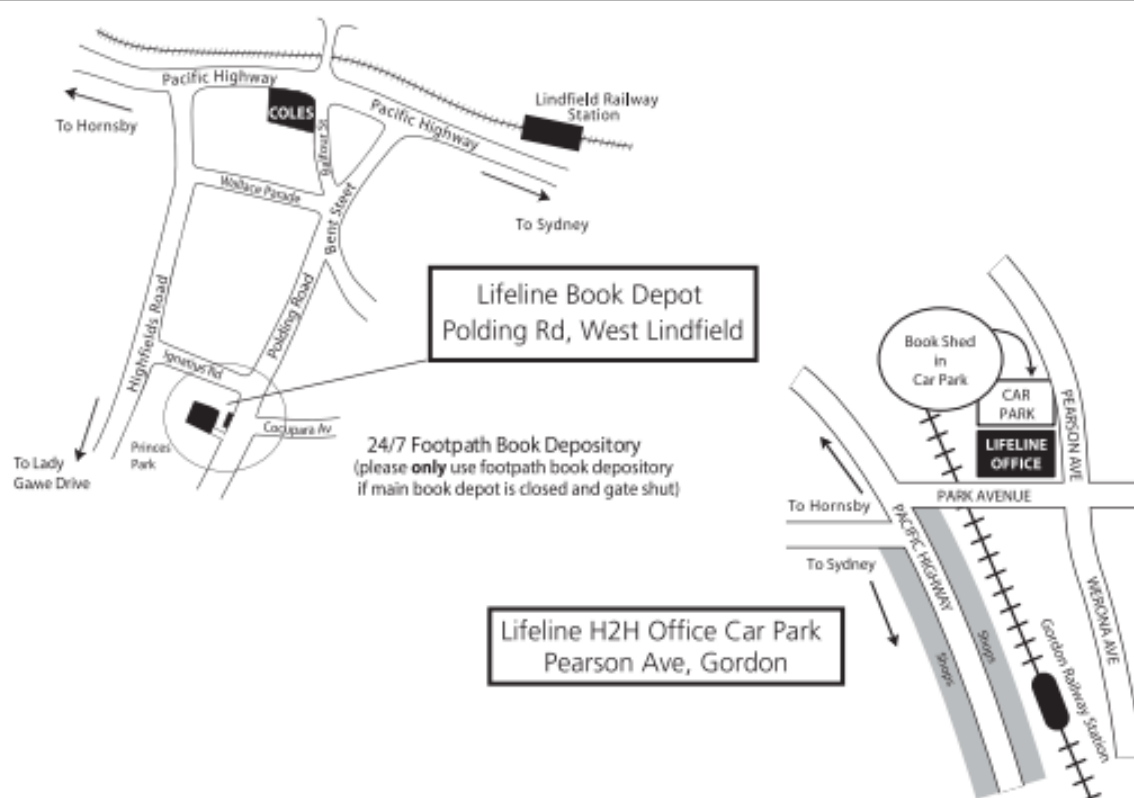 Pacific Highway
COLES
To Hornsby
Balfour St
Pacific Highway
Lindfield Railway
Station
To Sydney
Wallace Parade
Bent Steet
Highfields Road
Polding Road
Ignatius Rd
Cocupara Av
Princes
Park
To Lady
Gawe Drive
Lifeline Book Depot
Polding Rd, West Lindfield
24/7 Footpath Book Depository
(please only use footpath book depository
if main book depot is closed and gate shut)
Book Shed
in
Car Park
CAR
PARK
LIFELINE
OFFICE
PEARSON AVE
PARK AVENUE
To Hornsby
To Sydney
PACIFIC HIGHWAY
Shops
Shops
WERONA AVE
Gordon Railway Station
Lifeline H2H Office Car Park
Pearson Ave, Gordon